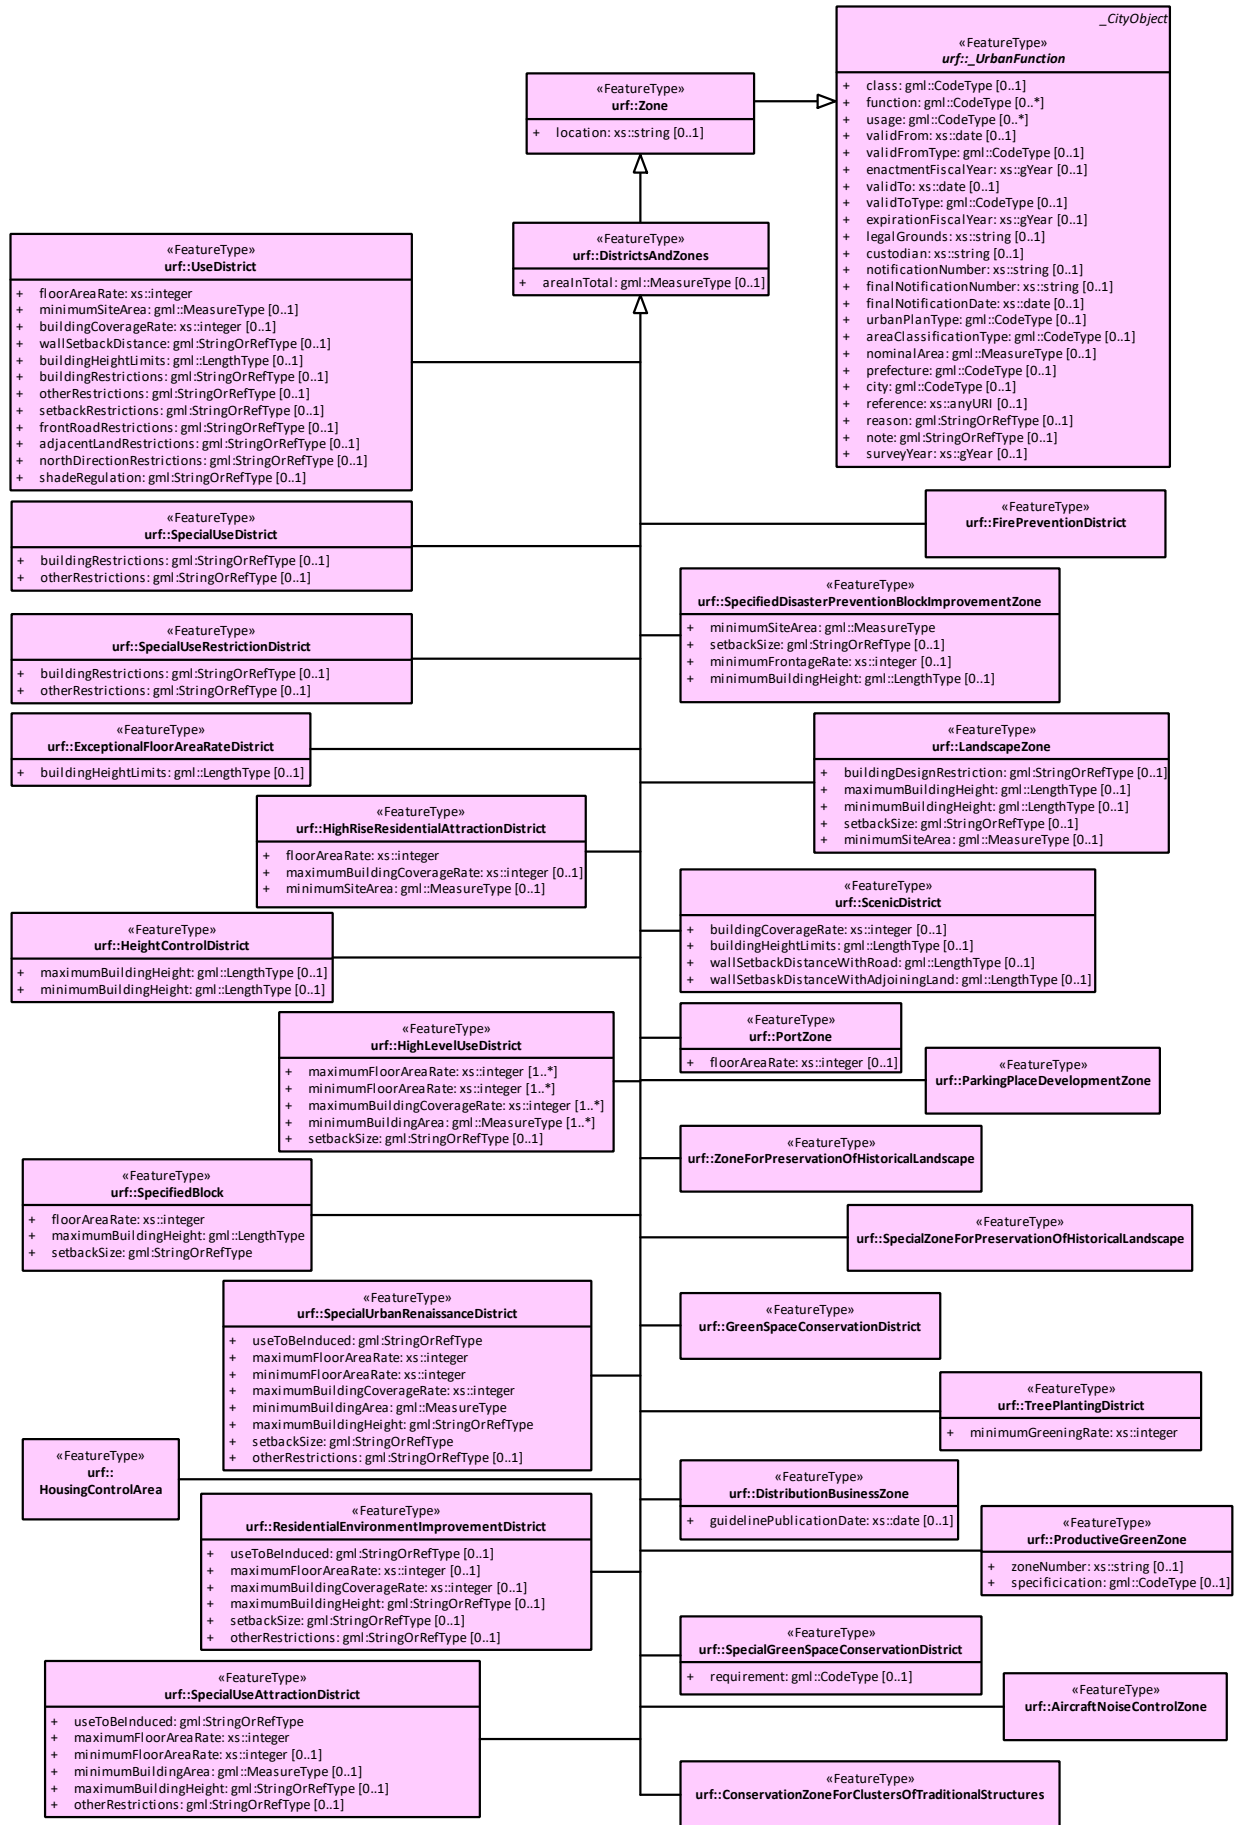 _CityObject
«FeatureType»
urf::_UrbanFunction
+ class: gml::CodeType [0..1]
+ function: gml::CodeType [0..*]
+ usage: gml::CodeType [0..*]
+ validFrom: xs::date [0..1]
+ validFromType: gml::CodeType [0..1]
+ enactmentFiscalYear: xs::gYear [0..1]
+ validTo: xs::date [0..1]
+ validToType: gml::CodeType [0..1]
+ expirationFiscalYear: xs::gYear [0..1]
+ legalGrounds: xs::string [0..1]
+ custodian: xs::string [0..1]
+ notificationNumber: xs::string [0..1]
+ finalNotificationNumber: xs::string [0..1]
+ finalNotificationDate: xs::date [0..1]
+ urbanPlanType: gml::CodeType [0..1]
+ areaClassificationType: gml::CodeType [0..1]
+ nominalArea: gml::MeasureType [0..1]
+ prefecture: gml::CodeType [0..1]
+ city: gml::CodeType [0..1]
+ reference: xs::anyURI [0..1]
+ reason: gml:StringOrRefType [0..1]
+ note: gml:StringOrRefType [0..1]
+ surveyYear: xs::gYear [0..1]
«FeatureType»
urf::Zone
+ location: xs::string [0..1]
«FeatureType»
urf::DistrictsAndZones
+ areaInTotal: gml::MeasureType [0..1]
«FeatureType»
urf::UseDistrict
+ floorAreaRate: xs::integer
+ minimumSiteArea: gml::MeasureType [0..1]
+ buildingCoverageRate: xs::integer [0..1]
+ wallSetbackDistance: gml:StringOrRefType [0..1]
+ buildingHeightLimits: gml::LengthType [0..1]
+ buildingRestrictions: gml:StringOrRefType [0..1]
+ otherRestrictions: gml:StringOrRefType [0..1]
+ setbackRestrictions: gml:StringOrRefType [0..1]
+ frontRoadRestrictions: gml:StringOrRefType [0..1]
+ adjacentLandRestrictions: gml:StringOrRefType [0..1]
+ northDirectionRestrictions: gml:StringOrRefType [0..1]
+ shadeRegulation: gml:StringOrRefType [0..1]
«FeatureType»
urf::FirePreventionDistrict
«FeatureType»
urf::SpecialUseDistrict
+ buildingRestrictions: gml:StringOrRefType [0..1]
+ otherRestrictions: gml:StringOrRefType [0..1]
«FeatureType»
urf::SpecifiedDisasterPreventionBlockImprovementZone
+ minimumSiteArea: gml::MeasureType
+ setbackSize: gml:StringOrRefType [0..1]
+ minimumFrontageRate: xs::integer [0..1]
+ minimumBuildingHeight: gml::LengthType [0..1]
«FeatureType»
urf::SpecialUseRestrictionDistrict
+ buildingRestrictions: gml:StringOrRefType [0..1]
+ otherRestrictions: gml:StringOrRefType [0..1]
«FeatureType»
urf::ExceptionalFloorAreaRateDistrict
+ buildingHeightLimits: gml::LengthType [0..1]
«FeatureType»
urf::LandscapeZone
+ buildingDesignRestriction: gml:StringOrRefType [0..1]
+ maximumBuildingHeight: gml::LengthType [0..1]
+ minimumBuildingHeight: gml::LengthType [0..1]
+ setbackSize: gml:StringOrRefType [0..1]
+ minimumSiteArea: gml::MeasureType [0..1]
«FeatureType»
urf::HighRiseResidentialAttractionDistrict
+ floorAreaRate: xs::integer
+ maximumBuildingCoverageRate: xs::integer [0..1]
+ minimumSiteArea: gml::MeasureType [0..1]
«FeatureType»
urf::ScenicDistrict
+ buildingCoverageRate: xs::integer [0..1]
+ buildingHeightLimits: gml::LengthType [0..1]
+ wallSetbackDistanceWithRoad: gml::LengthType [0..1]
+ wallSetbaskDistanceWithAdjoiningLand: gml::LengthType [0..1]
«FeatureType»
urf::HeightControlDistrict
+ maximumBuildingHeight: gml::LengthType [0..1]
+ minimumBuildingHeight: gml::LengthType [0..1]
«FeatureType»
urf::PortZone
+ floorAreaRate: xs::integer [0..1]
«FeatureType»
urf::HighLevelUseDistrict
+ maximumFloorAreaRate: xs::integer [1..*]
+ minimumFloorAreaRate: xs::integer [1..*]
+ maximumBuildingCoverageRate: xs::integer [1..*]
+ minimumBuildingArea: gml::MeasureType [1..*]
+ setbackSize: gml:StringOrRefType [0..1]
«FeatureType»
urf::ParkingPlaceDevelopmentZone
«FeatureType»
urf::ZoneForPreservationOfHistoricalLandscape
«FeatureType»
urf::SpecifiedBlock
+ floorAreaRate: xs::integer
+ maximumBuildingHeight: gml::LengthType
+ setbackSize: gml:StringOrRefType
«FeatureType»
urf::SpecialZoneForPreservationOfHistoricalLandscape
«FeatureType»
urf::SpecialUrbanRenaissanceDistrict
+ useToBeInduced: gml:StringOrRefType
+ maximumFloorAreaRate: xs::integer
+ minimumFloorAreaRate: xs::integer
+ maximumBuildingCoverageRate: xs::integer
+ minimumBuildingArea: gml::MeasureType
+ maximumBuildingHeight: gml:StringOrRefType
+ setbackSize: gml:StringOrRefType
+ otherRestrictions: gml:StringOrRefType [0..1]
«FeatureType»
urf::GreenSpaceConservationDistrict
«FeatureType»
urf::TreePlantingDistrict
+ minimumGreeningRate: xs::integer
«FeatureType»
urf::
HousingControlArea
«FeatureType»
urf::DistributionBusinessZone
+ guidelinePublicationDate: xs::date [0..1]
«FeatureType»
urf::ResidentialEnvironmentImprovementDistrict
+ useToBeInduced: gml:StringOrRefType [0..1]
+ maximumFloorAreaRate: xs::integer [0..1]
+ maximumBuildingCoverageRate: xs::integer [0..1]
+ maximumBuildingHeight: gml:StringOrRefType [0..1]
+ setbackSize: gml:StringOrRefType [0..1]
+ otherRestrictions: gml:StringOrRefType [0..1]
«FeatureType»
urf::ProductiveGreenZone
+ zoneNumber: xs::string [0..1]
+ specificication: gml::CodeType [0..1]
«FeatureType»
urf::SpecialGreenSpaceConservationDistrict
+ requirement: gml::CodeType [0..1]
«FeatureType»
urf::SpecialUseAttractionDistrict
+ useToBeInduced: gml:StringOrRefType
+ maximumFloorAreaRate: xs::integer
+ minimumFloorAreaRate: xs::integer [0..1]
+ minimumBuildingArea: gml::MeasureType [0..1]
+ maximumBuildingHeight: gml:StringOrRefType [0..1]
+ otherRestrictions: gml:StringOrRefType [0..1]
«FeatureType»
urf::AircraftNoiseControlZone
«FeatureType»
urf::ConservationZoneForClustersOfTraditionalStructures